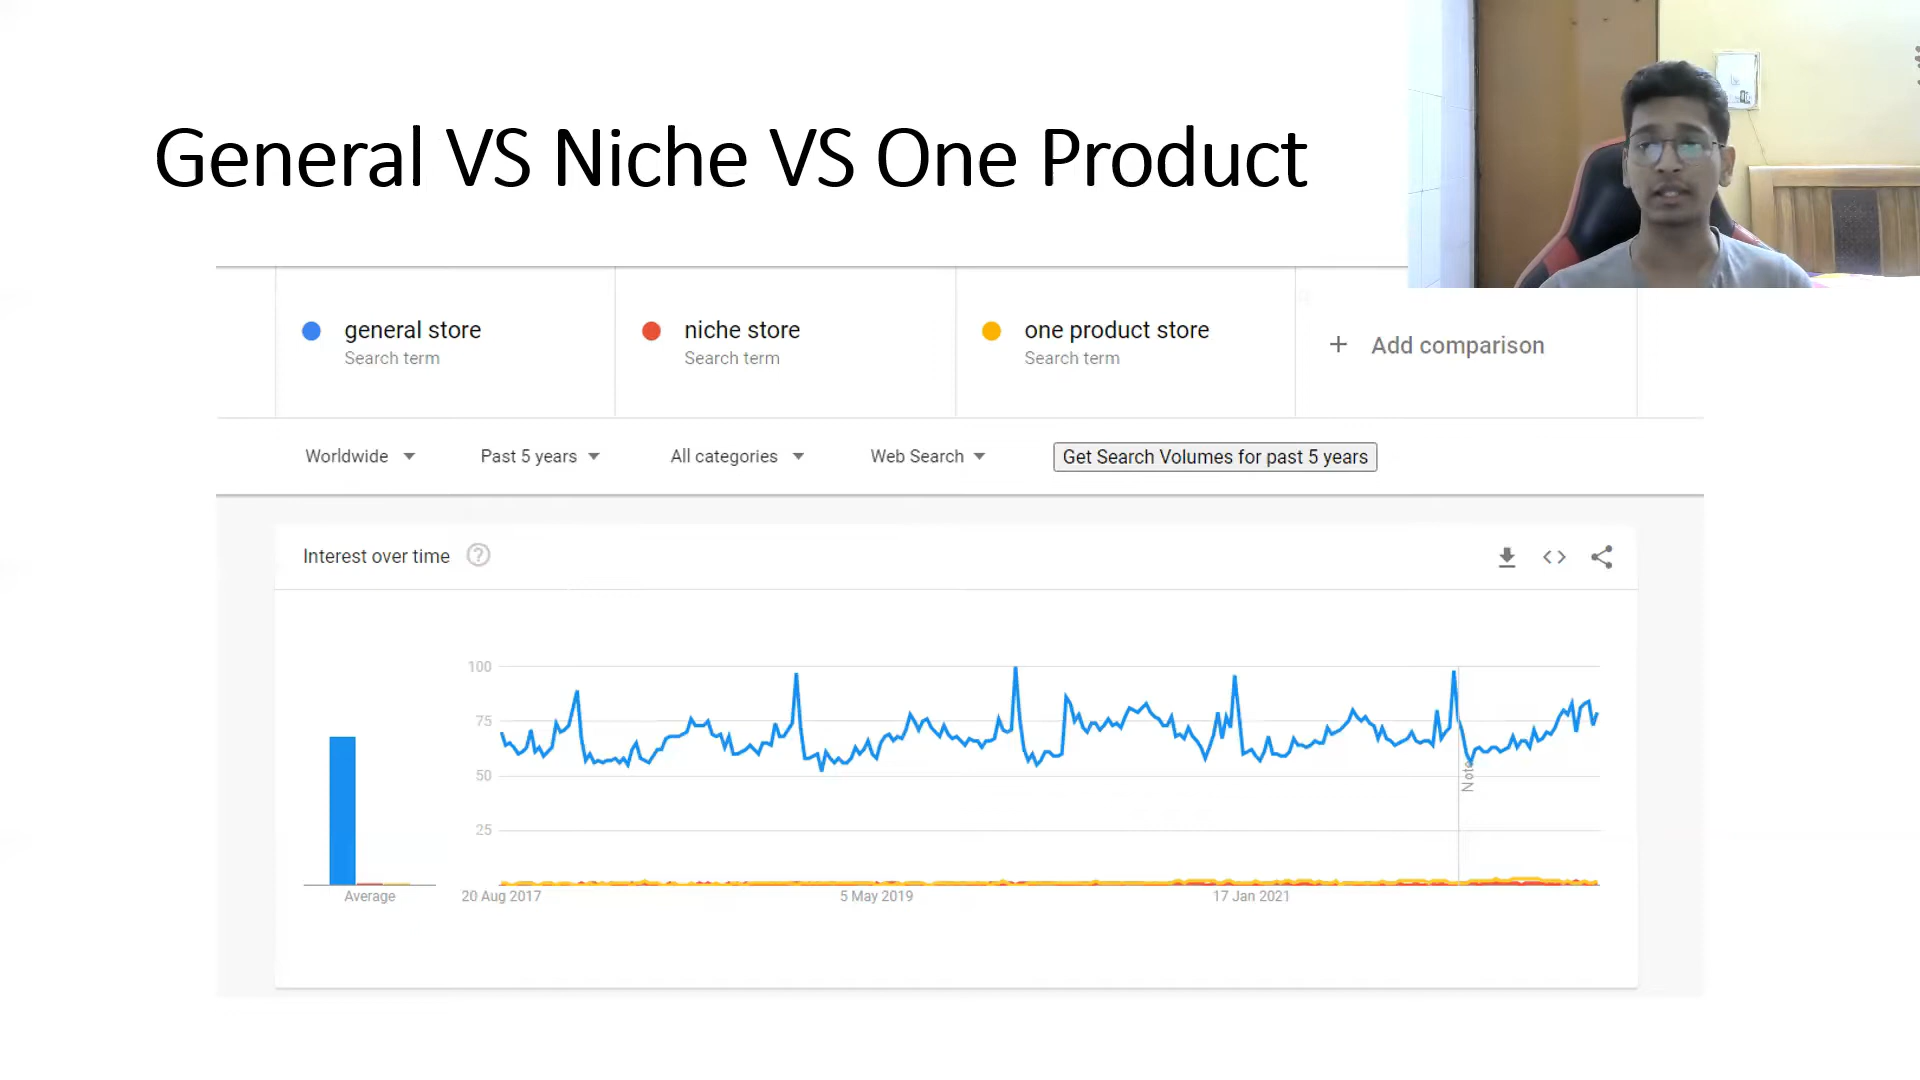 General VS Niche VS One Product
general store
Search term
niche store
Search term
one product store
Search term
+ Add comparison
Worldwide
Past 5 years
All categories
Web Search
Get Search Volumes for past 5 years
Interest over time
100
75
50
25
Note
Average
20 Aug 2017
5 May 2019
17 Jan 2021